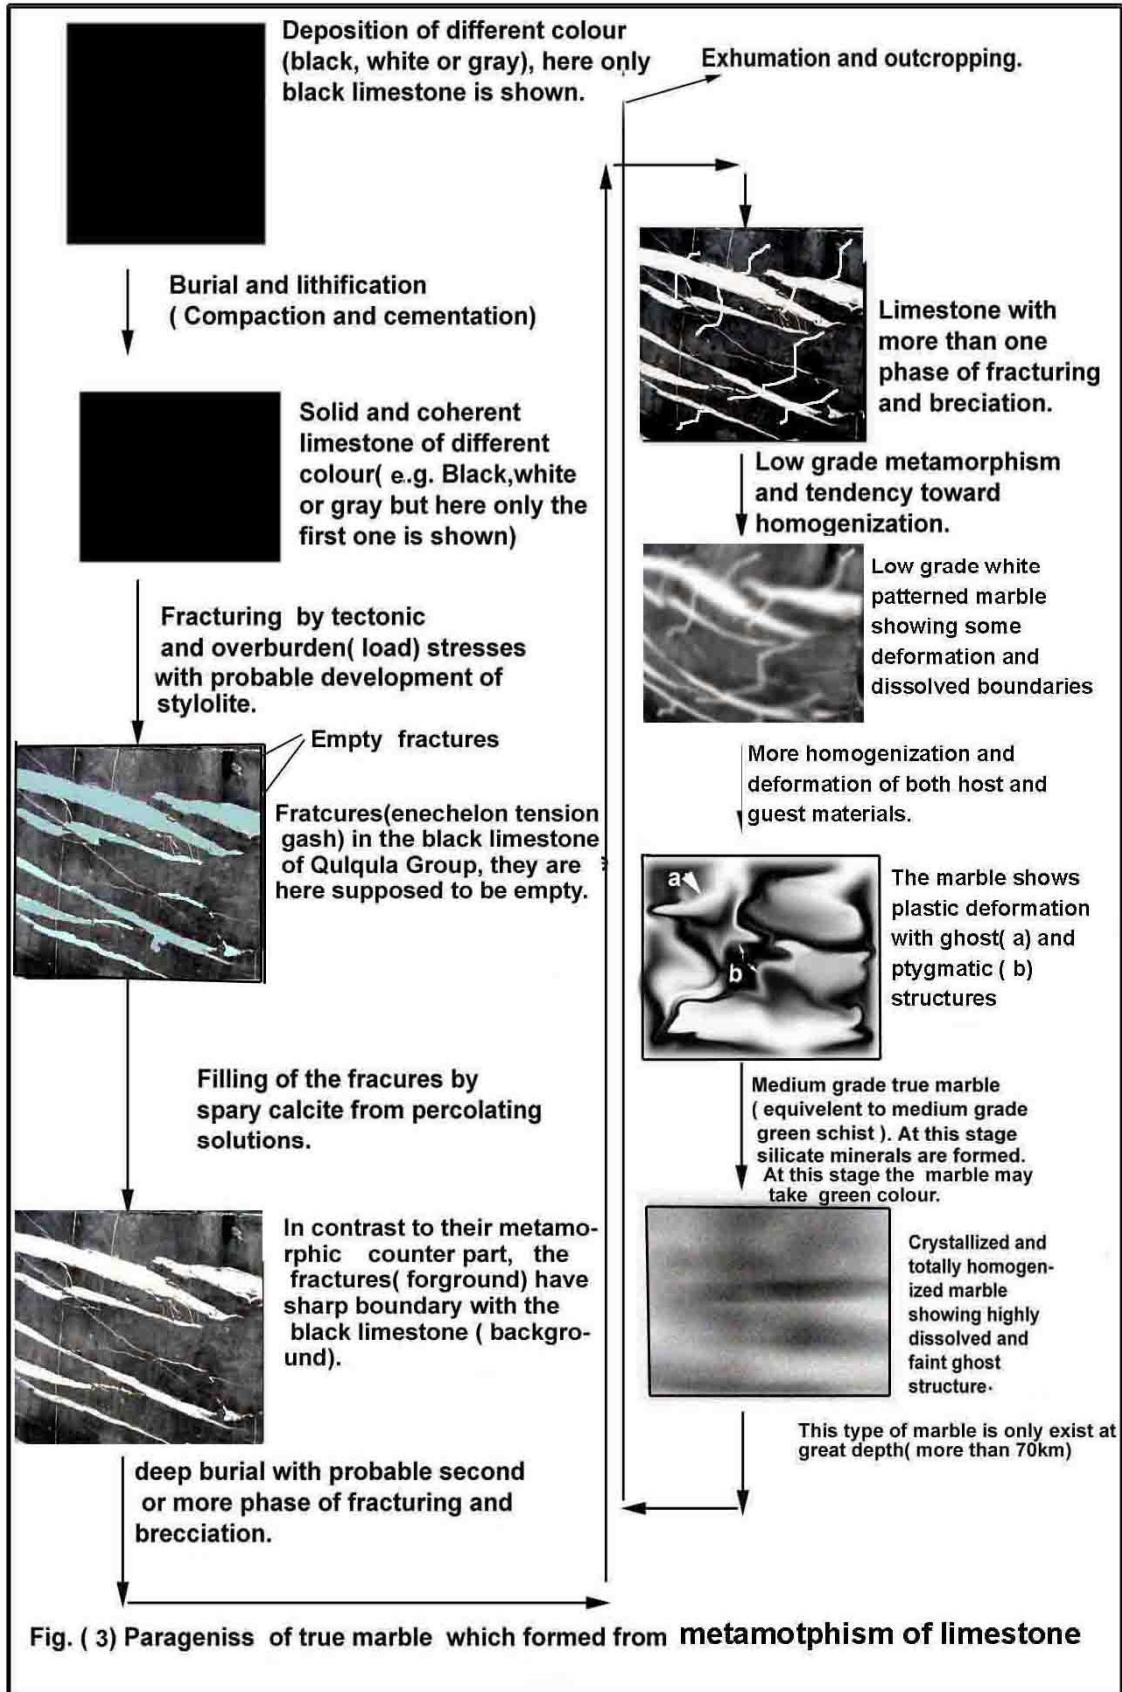 Deposition of different colour
(black, white or gray), here only
black limestone is shown.
Burial and lithification
( Compaction and cementation)
Solid and coherent
limestone of different
colour( e.g. Black,white
or gray but here only the
first one is shown)
Fracturing by tectonic
and overburden( load) stresses
with probable development of
stylolite.
Empty fractures
Fratcures(enechelon tension
gash) in the black limestone
of Qulqula Group, they are
here supposed to be empty.
Filling of the fracures by
spary calcite from percolating
solutions.
In contrast to their metamo-
rphic counter part, the
fractures( forground) have
sharp boundary with the
black limestone ( backgro-
und).
deep burial with probable second
or more phase of fracturing and
brecciation.
Exhumation and outcropping.
Limestone with
more than one
phase of fracturing
and breciation.
Low grade metamorphism
and tendency toward
homogenization.
Low grade white
patterned marble
showing some
deformation and
dissolved boundaries
More homogenization and
deformation of both host and
guest materials.
a
b
The marble shows
plastic deformation
with ghost( a) and
ptygmatic ( b)
structures
Medium grade true marble
( equivelent to medium grade
green schist ). At this stage
silicate minerals are formed.
At this stage the marble may
take green colour.
Crystallized and
totally homogen-
ized marble
showing highly
dissolved and
faint ghost
structure.
This type of marble is only exist at
great depth( more than 70km)
Fig. ( 3) Parageniss of true marble which formed from metamotphism of limestone